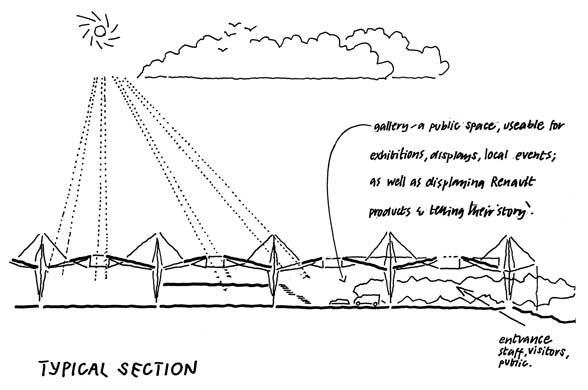 gallery - a public space, useable for
exhibitions, displays, local events;
as well as displaying Renault
products & telling 'their story'.
entrance
staff, visitors,
public.
TYPICAL SECTION